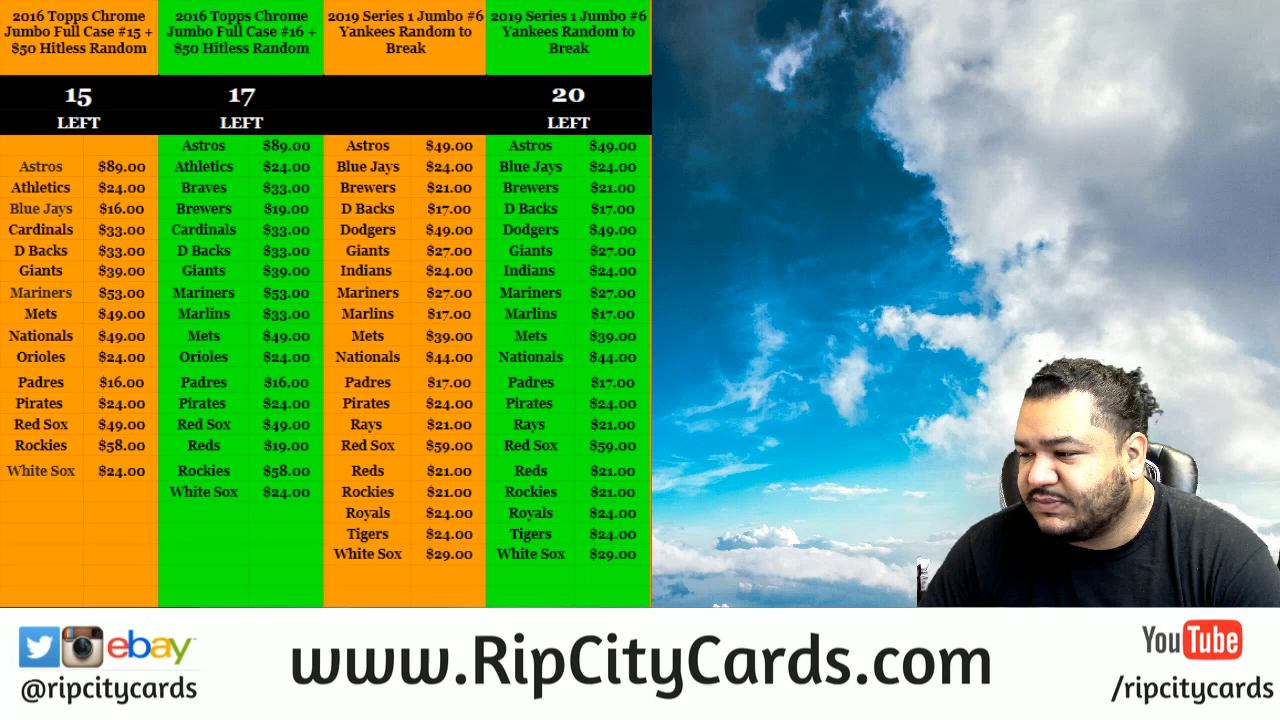 2016 Topps Chrome
Jumbo Full Case #15 +
$50 Hitless Random
15
LEFT
Astros $89.00
Athletics $24.00
Blue Jays $16.00
Cardinals $33.00
D Backs $33.00
Giants $39.00
Mariners $53.00
Mets $49.00
Nationals $49.00
Orioles $24.00
Padres $16.00
Pirates $24.00
Red Sox $49.00
Rockies $58.00
White Sox $24.00
2016 Topps Chrome
Jumbo Full Case #16 +
$50 Hitless Random
17
LEFT
Astros $89.00
Athletics $24.00
Braves $33.00
Brewers $19.00
Cardinals $33.00
D Backs $33.00
Giants $39.00
Mariners $53.00
Marlins $33.00
Mets $49.00
Orioles $24.00
Padres $16.00
Pirates $24.00
Red Sox $49.00
Reds $19.00
Rockies $58.00
White Sox $24.00
2019 Series 1 Jumbo #6
Yankees Random to
Break
Astros $49.00
Blue Jays $24.00
Brewers $21.00
D Backs $17.00
Dodgers $49.00
Giants $27.00
Indians $24.00
Mariners $27.00
Marlins $17.00
Mets $39.00
Nationals $44.00
Padres $17.00
Pirates $24.00
Rays $21.00
Red Sox $59.00
Reds $21.00
Rockies $21.00
Royals $24.00
Tigers $24.00
White Sox $29.00
2019 Series 1 Jumbo #6
Yankees Random to
Break
20
LEFT
Astros $49.00
Blue Jays $24.00
Brewers $21.00
D Backs $17.00
Dodgers $49.00
Giants $27.00
Indians $24.00
Mariners $27.00
Marlins $17.00
Mets $39.00
Nationals $44.00
Padres $17.00
Pirates $24.00
Rays $21.00
Red Sox $59.00
Reds $21.00
Rockies $21.00
Royals $24.00
Tigers $24.00
White Sox $29.00
ebay
@ripcitycards
www.RipCityCards.com
YouTube
/ripcitycards